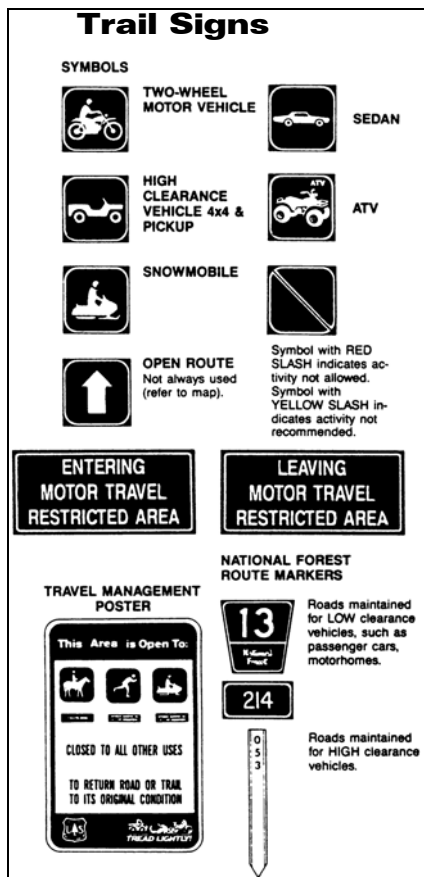 Trail Signs
SYMBOLS
TWO-WHEEL
MOTOR VEHICLE
SEDAN
HIGH
CLEARANCE
VEHICLE 4x4 &
PICKUP
ATV
ATV
SNOWMOBILE
OPEN ROUTE
Not always used
(refer to map).
Symbol with RED
SLASH indicates ac-
tivity not allowed.
Symbol with
YELLOW SLASH in-
dicates activity not
recommended.
ENTERING
MOTOR TRAVEL
RESTRICTED AREA
LEAVING
MOTOR TRAVEL
RESTRICTED AREA
TRAVEL MANAGEMENT
POSTER
This Area is Open To:
CLOSED TO ALL OTHER USES
TO RETURN ROAD OR TRAIL
TO ITS ORIGINAL CONDITION
TREAD LIGHTLY!
NATIONAL FOREST
ROUTE MARKERS
13
National
Forest
Roads maintained
for LOW clearance
vehicles, such as
passenger cars,
motorhomes.
214
0
5
3
Roads maintained
for HIGH clearance
vehicles.